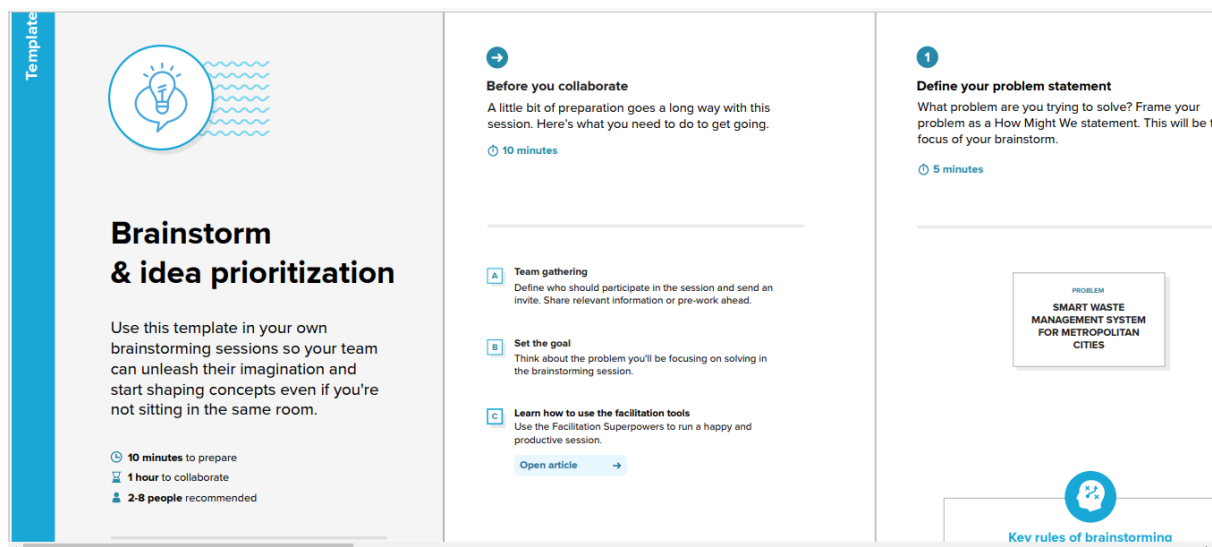 Template
Brainstorm
& idea prioritization
Use this template in your own
brainstorming sessions so your team
can unleash their imagination and
start shaping concepts even if you're
not sitting in the same room.
10 minutes to prepare
1 hour to collaborate
2-8 people recommended
Before you collaborate
A little bit of preparation goes a long way with this
session. Here's what you need to do to get going.
10 minutes
A
Team gathering
Define who should participate in the session and send an
invite. Share relevant information or pre-work ahead.
B
Set the goal
Think about the problem you'll be focusing on solving in
the brainstorming session.
C
Learn how to use the facilitation tools
Use the Facilitation Superpowers to run a happy and
productive session.
Open article
1
Define your problem statement
What problem are you trying to solve? Frame your
problem as a How Might We statement. This will be
focus of your brainstorm.
5 minutes
PROBLEM
SMART WASTE
MANAGEMENT SYSTEM
FOR METROPOLITAN
CITIES
Key rules of brainstorming